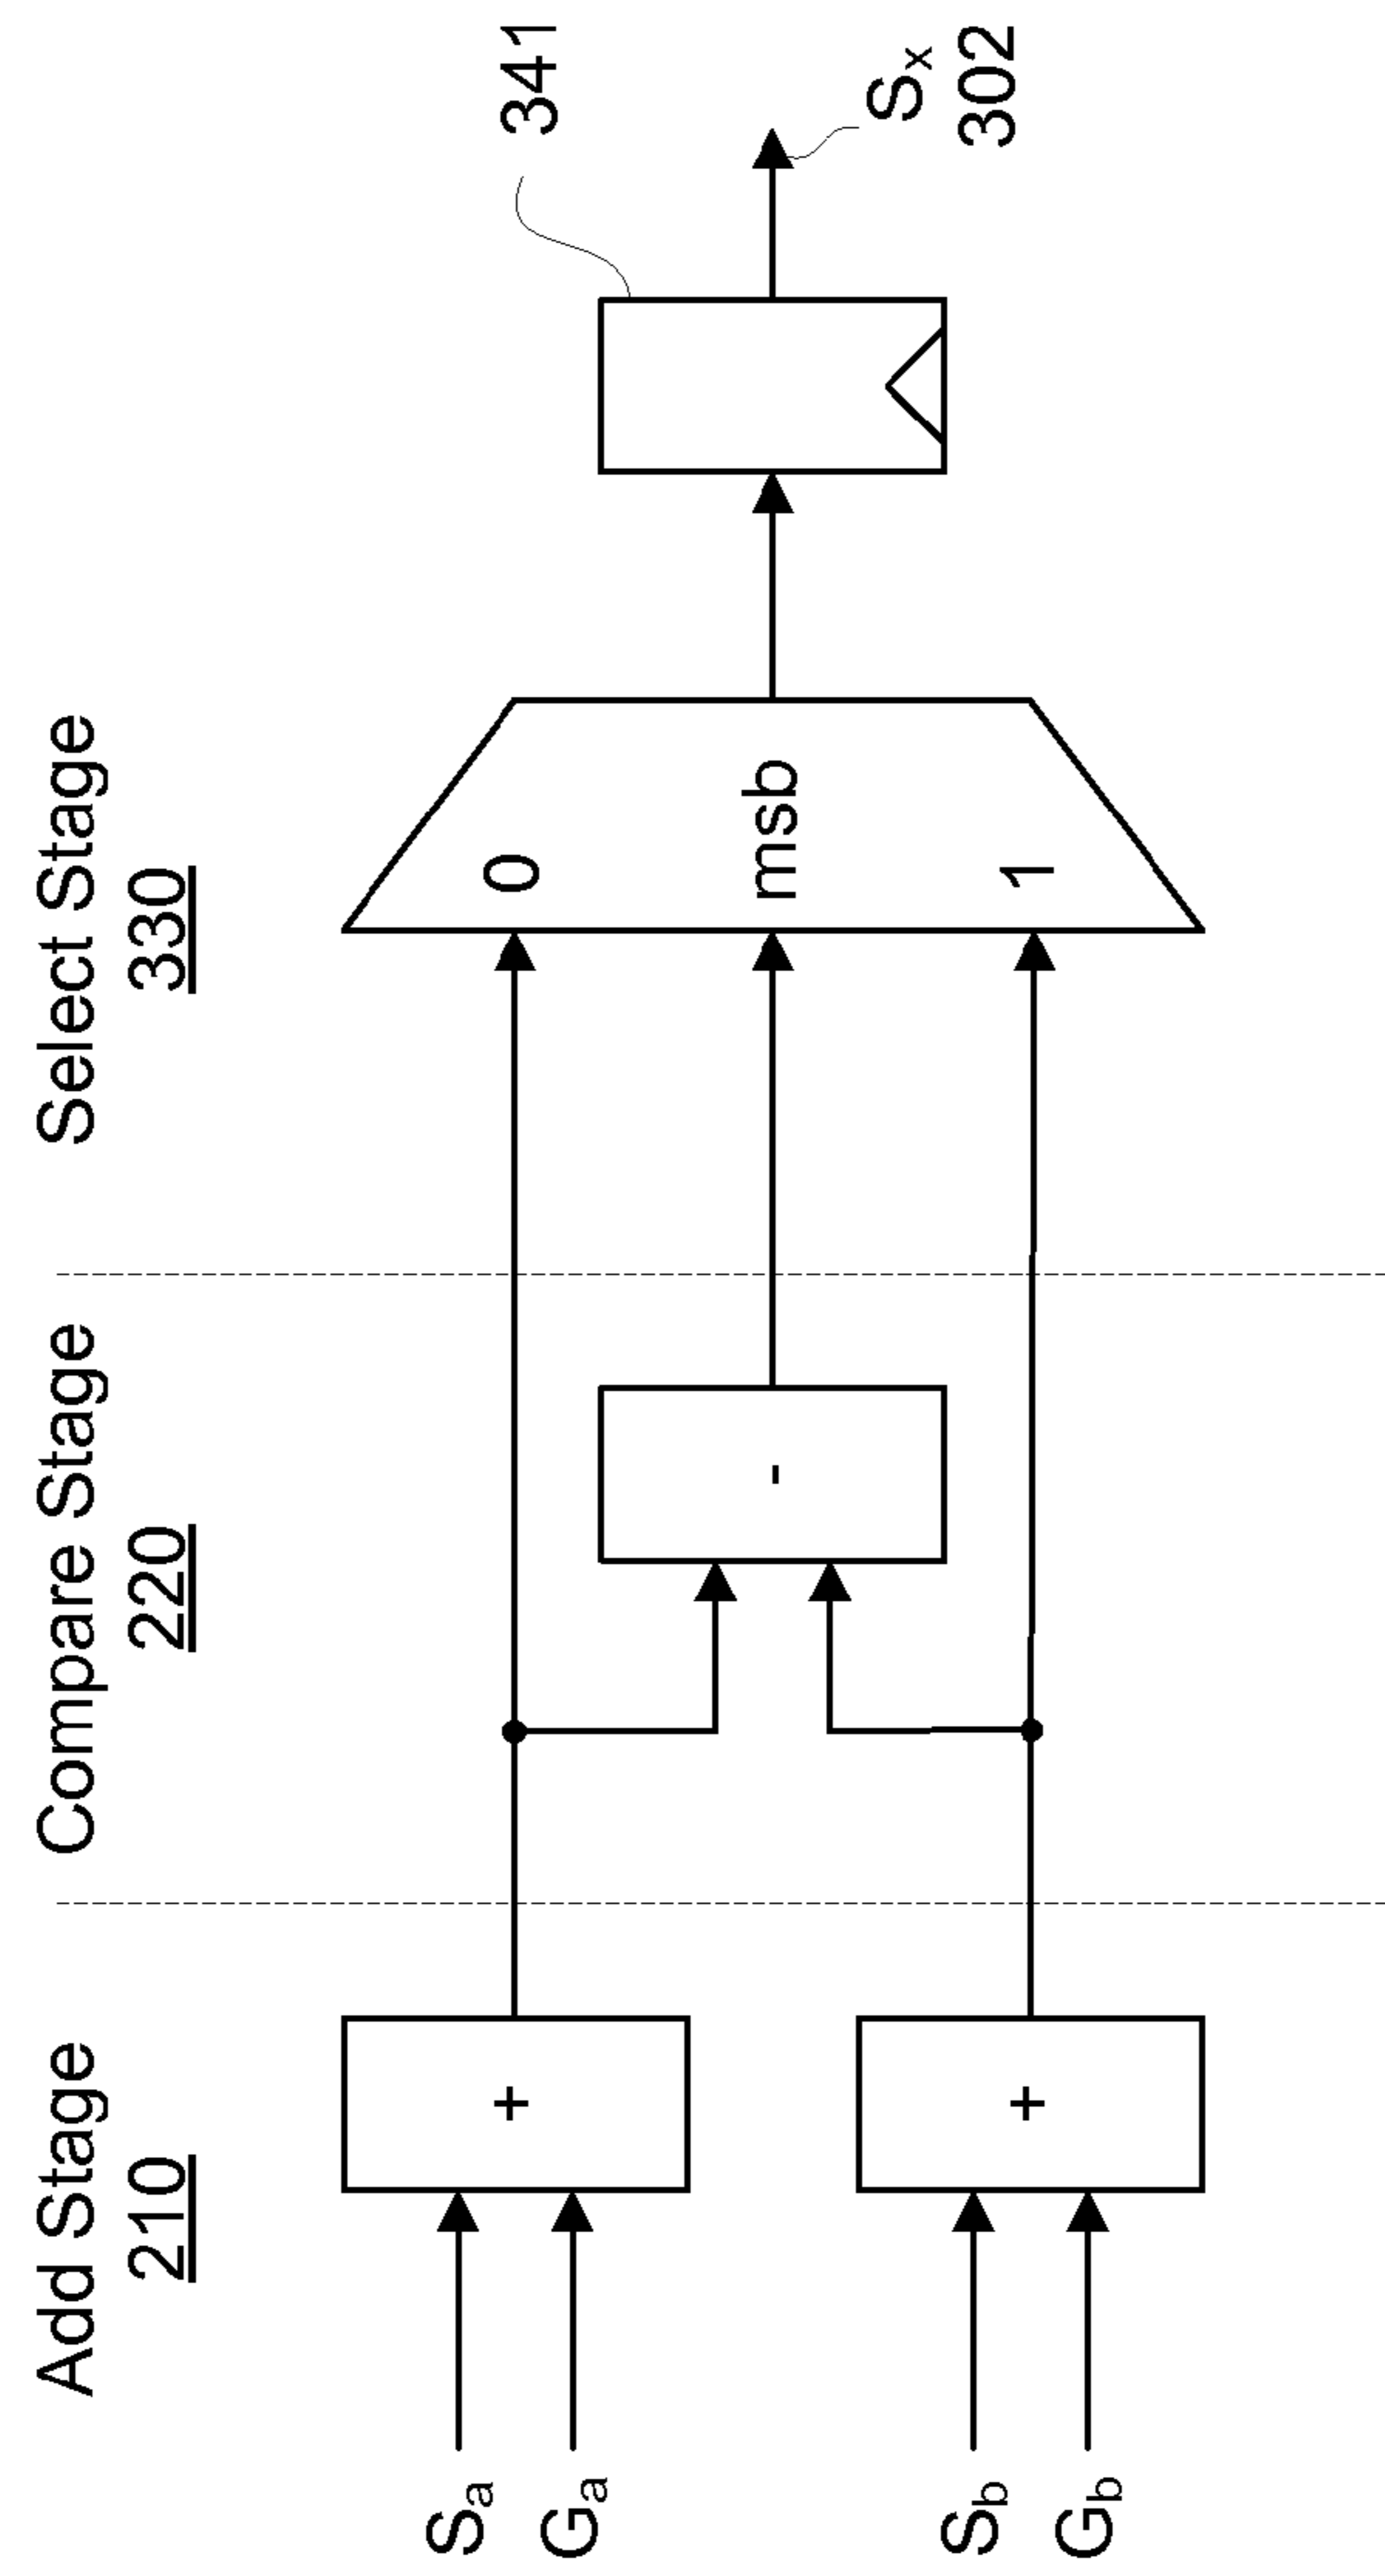 Add Stage
210
Compare Stage
220
Select Stage
330
Sa
Ga
Sb
Gb
+
+
-
0
msb
1
341
Sx
302